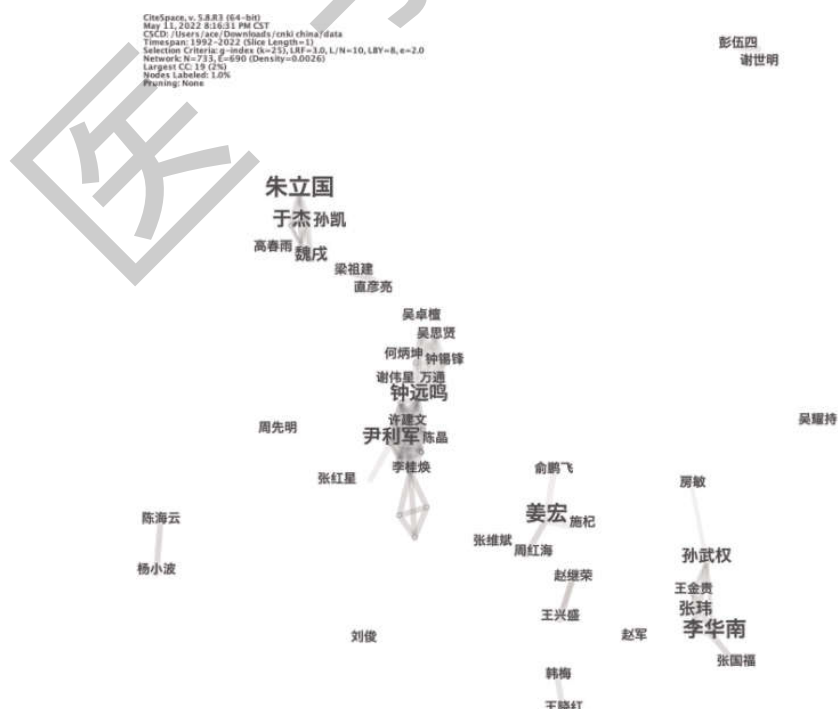 CiteSpace, v. 5.8.R3 (64-bit)
May 11, 2022 8:16:31 PM CST
CSCD: /Users/ace/Downloads/cnki china/data
Timespan: 1992-2022 (Slice Length=1)
Selection Criteria: g-index (k=25), LRF=3.0, L/N=10, LBY=8, e=2.0
Network: N=733, E=690 (Density=0.0026)
Largest CC: 19 (2%)
Nodes Labeled: 1.0%
Pruning: None
彭伍四
谢世明
医
朱立国
于杰 孙凯
高春雨 魏戌
梁祖建
直彦亮
吴卓檀
吴思贤
何炳坤 钟锡锋
谢伟星 万通
钟远鸣
许建文
尹利军 陈晶
李桂焕
周先明
吴耀持
张红星
俞鹏飞
房敏
姜宏 施杞
陈海云
张维斌 周红海
孙武权
杨小波
赵继荣
王金贵
张玮
王兴盛
刘俊
赵军
李华南
张国福
韩梅
王晓红